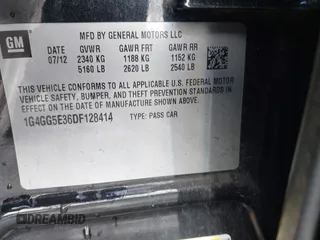 GM
MFD BY GENERAL MOTORS LLC
DATE GVWR GAWR FRT GAWR RR
07/12 2340 KG 1188 KG 1152 KG
5160 LB 2620 LB 2540 LB
THIS VEHICLE CONFORMS TO ALL APPLICABLE U.S. FEDERAL MOTOR
VEHICLE SAFETY, BUMPER, AND THEFT PREVENTION STANDARDS IN
EFFECT ON THE DATE OF MANUFACTURE SHOWN ABOVE.
1G4GG5E36DF128414 TYPE: PASS CAR
DREAMBID